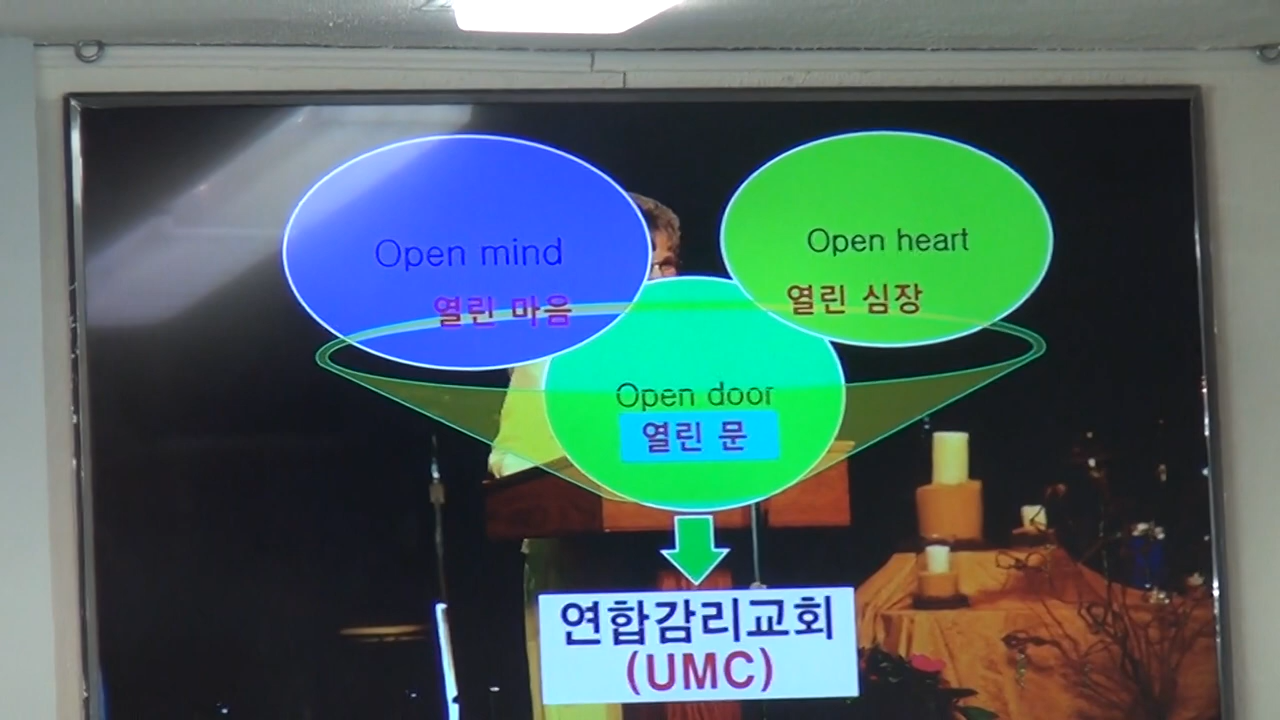 Open mind
열린 마음
Open heart
열린 심장
Open door
열린 문
연합감리교회
(UMC)